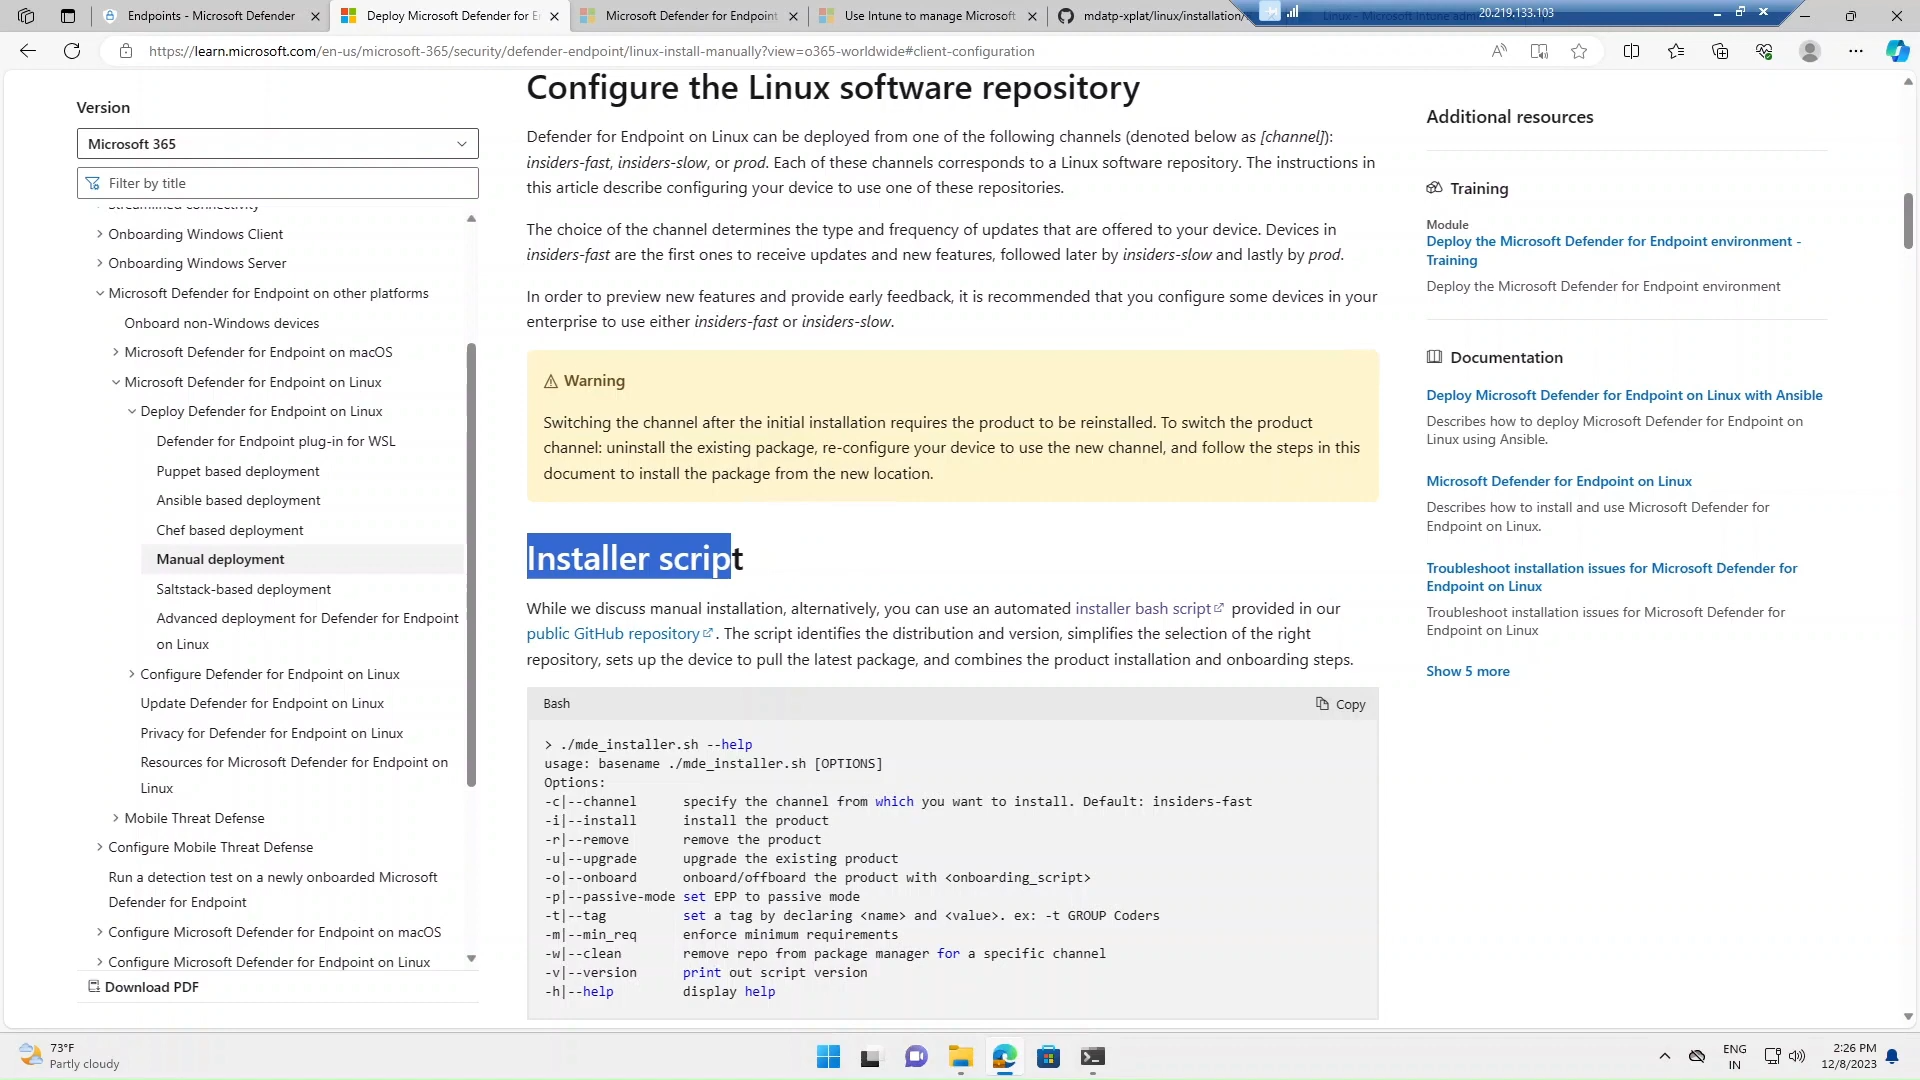 Endpoints - Microsoft Defender
Deploy Microsoft Defender for E
Microsoft Defender for Endpoint
Use Intune to manage Microsoft
mdatp-xplat/linux/installation/
20.219.133.103
https://learn.microsoft.com/en-us/microsoft-365/security/defender-endpoint/linux-install-manually?view=o365-worldwide#client-configuration
Version
Microsoft 365
Filter by title
Streamlined connectivity
Onboarding Windows Client
Onboarding Windows Server
Microsoft Defender for Endpoint on other platforms
Onboard non-Windows devices
Microsoft Defender for Endpoint on macOS
Microsoft Defender for Endpoint on Linux
Deploy Defender for Endpoint on Linux
Defender for Endpoint plug-in for WSL
Puppet based deployment
Ansible based deployment
Chef based deployment
Manual deployment
Saltstack-based deployment
Advanced deployment for Defender for Endpoint
on Linux
Configure Defender for Endpoint on Linux
Update Defender for Endpoint on Linux
Privacy for Defender for Endpoint on Linux
Resources for Microsoft Defender for Endpoint on
Linux
Mobile Threat Defense
Configure Mobile Threat Defense
Run a detection test on a newly onboarded Microsoft
Defender for Endpoint
Configure Microsoft Defender for Endpoint on macOS
Configure Microsoft Defender for Endpoint on Linux
Download PDF
Configure the Linux software repository
Defender for Endpoint on Linux can be deployed from one of the following channels (denoted below as [channel]):
insiders-fast, insiders-slow, or prod. Each of these channels corresponds to a Linux software repository. The instructions in
this article describe configuring your device to use one of these repositories.
The choice of the channel determines the type and frequency of updates that are offered to your device. Devices in
insiders-fast are the first ones to receive updates and new features, followed later by insiders-slow and lastly by prod.
In order to preview new features and provide early feedback, it is recommended that you configure some devices in your
enterprise to use either insiders-fast or insiders-slow.
Warning
Switching the channel after the initial installation requires the product to be reinstalled. To switch the product
channel: uninstall the existing package, re-configure your device to use the new channel, and follow the steps in this
document to install the package from the new location.
Installer script
While we discuss manual installation, alternatively, you can use an automated installer bash script provided in our
public GitHub repository. The script identifies the distribution and version, simplifies the selection of the right
repository, sets up the device to pull the latest package, and combines the product installation and onboarding steps.
Bash
Copy
> ./mde_installer.sh --help
usage: basename ./mde_installer.sh [OPTIONS]
Options:
-c|--channel specify the channel from which you want to install. Default: insiders-fast
-i|--install install the product
-r|--remove remove the product
-u|--upgrade upgrade the existing product
-o|--onboard onboard/offboard the product with <onboarding_script>
-p|--passive-mode set EPP to passive mode
-t|--tag set a tag by declaring <name> and <value>. ex: -t GROUP Coders
-m|--min_req enforce minimum requirements
-w|--clean remove repo from package manager for a specific channel
-v|--version print out script version
-h|--help display help
Additional resources
Training
Module
Deploy the Microsoft Defender for Endpoint environment -
Training
Deploy the Microsoft Defender for Endpoint environment
Documentation
Deploy Microsoft Defender for Endpoint on Linux with Ansible
Describes how to deploy Microsoft Defender for Endpoint on
Linux using Ansible.
Microsoft Defender for Endpoint on Linux
Describes how to install and use Microsoft Defender for
Endpoint on Linux.
Troubleshoot installation issues for Microsoft Defender for
Endpoint on Linux
Troubleshoot installation issues for Microsoft Defender for
Endpoint on Linux
Show 5 more
73°F
Partly cloudy
ENG
IN
2:26 PM
12/8/2023